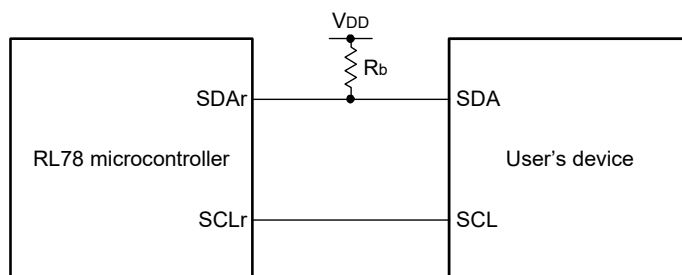 VDD
Rb
SDAr
SDA
RL78 microcontroller
User's device
SCLr
SCL